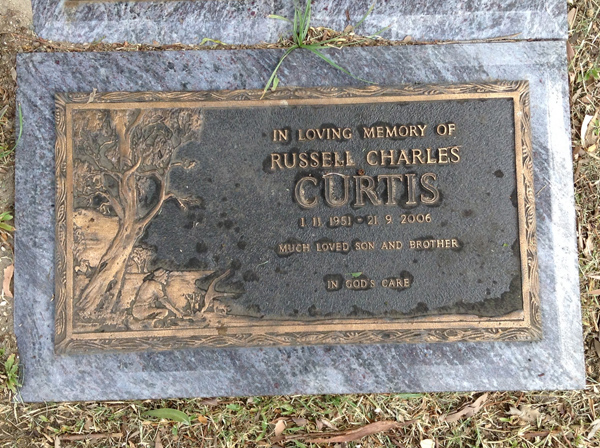 IN LOVING MEMORY OF
RUSSELL CHARLES
CURTIS
1. 11. 1951 - 21. 9. 2006
MUCH LOVED SON AND BROTHER
IN GOD'S CARE